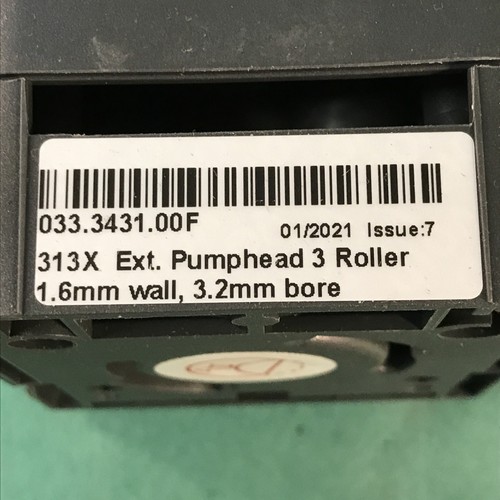 033.3431.00F 01/2021 Issue:7
313X Ext. Pumphead 3 Roller
1.6mm wall, 3.2mm bore